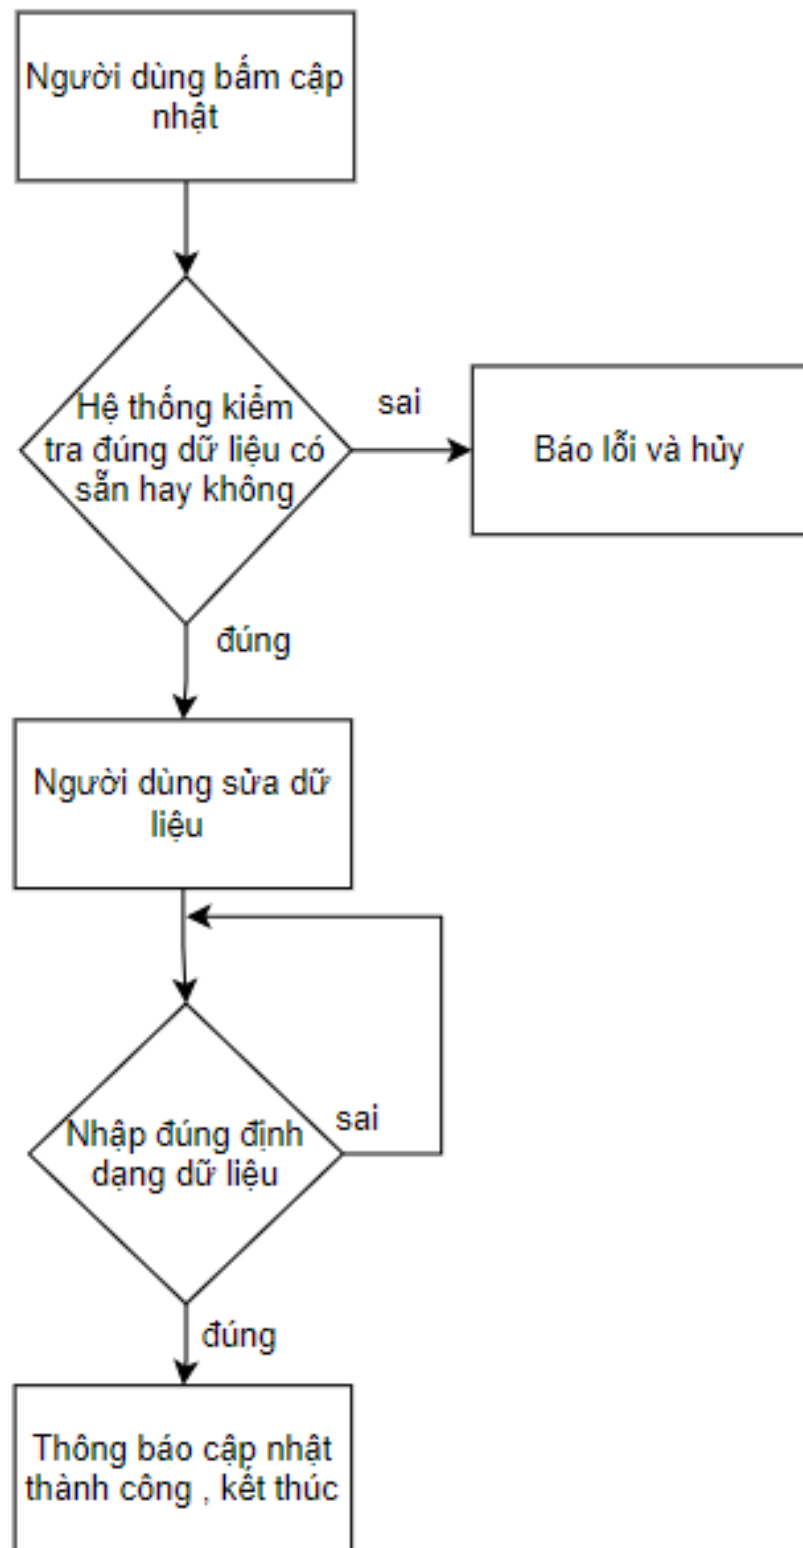 Người dùng bấm cập
nhật
Hệ thống kiểm
tra đúng dữ liệu có
sẵn hay không
sai
Báo lỗi và hủy
đúng
Người dùng sửa dữ
liệu
Nhập đúng định
dạng dữ liệu
sai
đúng
Thông báo cập nhật
thành công , kết thúc